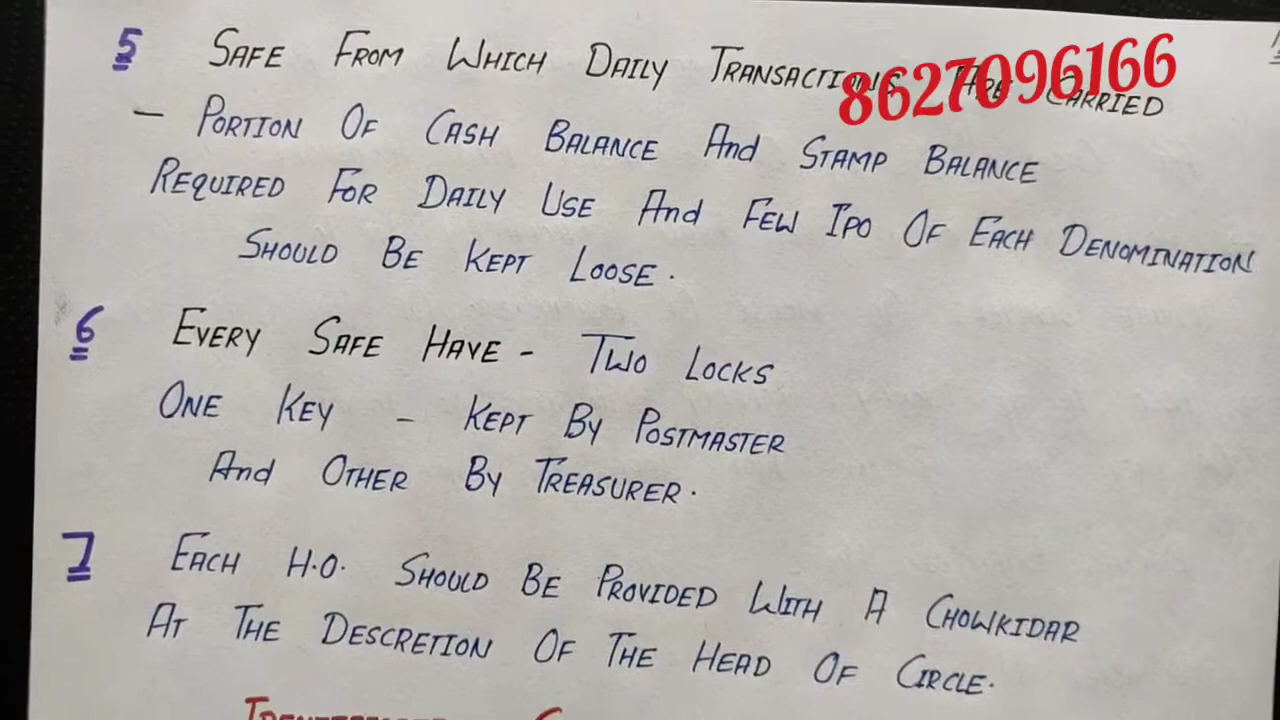 5 SAFE FROM WHICH DAILY TRANSACTIONS ARE CARRIED
8627096166
— PORTION OF CASH BALANCE And STAMP BALANCE
REQUIRED FOR DAILY USE And FEW IPO OF EACH DENOMINATION
SHOULD BE KEPT LOOSE.
6 EVERY SAFE HAVE - TWO LOCKS
ONE KEY - KEPT BY POSTMASTER
And OTHER BY TREASURER.
7 EACH H.O. SHOULD BE PROVIDED WITH A CHOWKIDAR
AT THE DESCRETION OF THE HEAD OF CIRCLE.